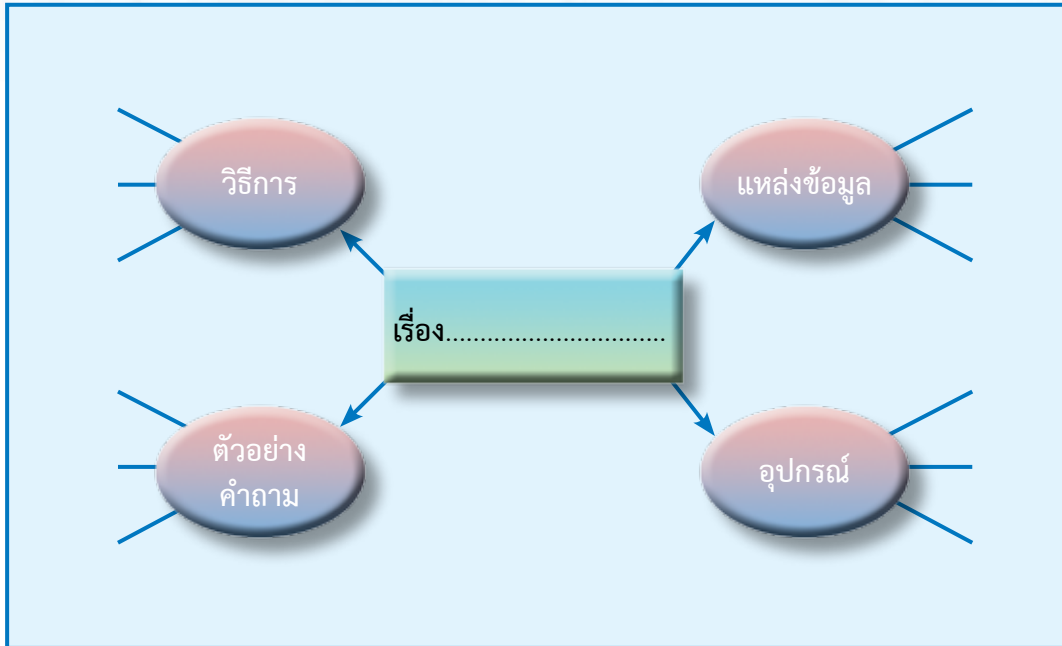 วิธีการ
แหล่งข้อมูล
เรื่อง................................
ตัวอย่าง
คำถาม
อุปกรณ์